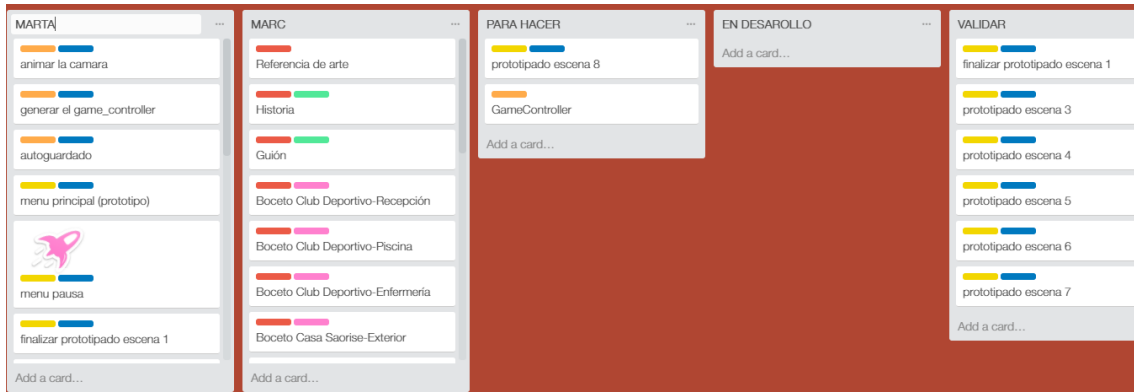 MARTA
animar la camara
generar el game_controller
autoguardado
menu principal (prototipo)
menu pausa
finalizar prototipado escena 1
Add a card...
MARC
Referencia de arte
Historia
Guión
Boceto Club Deportivo-Recepción
Boceto Club Deportivo-Piscina
Boceto Club Deportivo-Enfermería
Boceto Casa Saorise-Exterior
Add a card...
PARA HACER
prototipado escena 8
GameController
Add a card...
EN DESAROLLO
Add a card...
VALIDAR
finalizar prototipado escena 1
prototipado escena 3
prototipado escena 4
prototipado escena 5
prototipado escena 6
prototipado escena 7
Add a card...